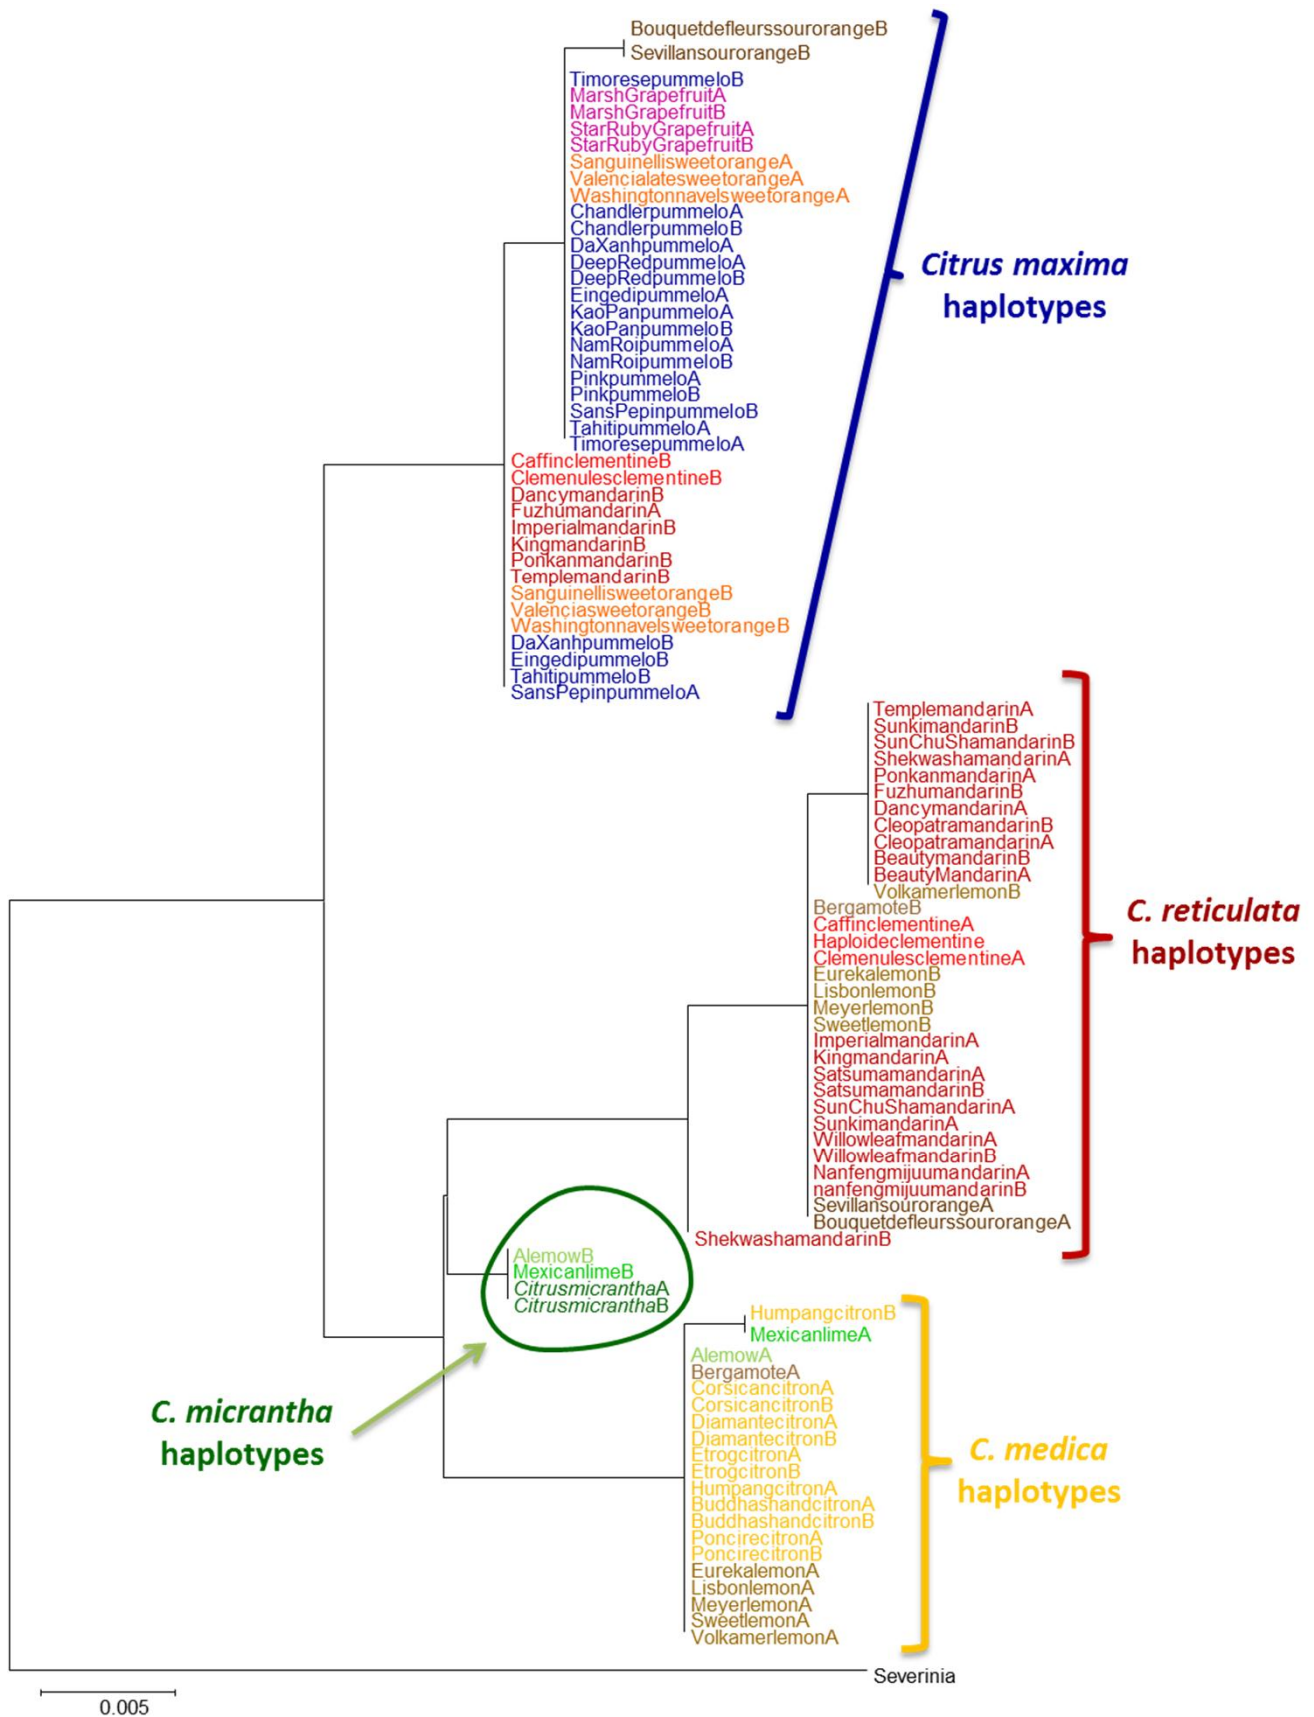 BouquetdefleurssourorangeB
SevillansourorangeB
TimoresepummeloB
MarshGrapefruitA
MarshGrapefruitB
StarRubyGrapefruitA
StarRubyGrapefruitB
SanguinellisweetorangeA
ValencialatesweetorangeA
WashingtonnavelsweetorangeA
ChandlerpummeloA
ChandlerpummeloB
DaXanhpummeloA
DeepRedpummeloA
DeepRedpummeloB
EingedipummeloA
KaoPanpummeloA
KaoPanpummeloB
NamRoipummeloA
NamRoipummeloB
PinkpummeloA
PinkpummeloB
SansPepinpummeloB
TahitipummeloA
TimoresepummeloA
CaffinclementineB
ClemenulesclementineB
DancymandarinB
FuzhumandarinA
ImperialmandarinB
KingmandarinB
PonkanmandarinB
TemplemandarinB
SanguinellisweetorangeB
ValenciasweetorangeB
WashingtonnavelsweetorangeB
DaXanhpummeloB
EingedipummeloB
TahitipummeloB
SansPepinpummeloA
Citrus maxima
haplotypes
TemplemandarinA
SunkimandarinB
SunChuShamandarinB
ShekwashamandarinA
PonkanmandarinA
FuzhumandarinB
DancymandarinA
CleopatramandarinB
CleopatramandarinA
BeautymandarinB
BeautyMandarinA
VolkamerlemonB
BergamoteB
CaffinclementineA
Haploideclementine
ClemenulesclementineA
EurekalemonB
LisbonlemonB
MeyerlemonB
SweetlemonB
ImperialmandarinA
KingmandarinA
SatsumamandarinA
SatsumamandarinB
SunChuShamandarinA
SunkimandarinA
WillowleafmandarinA
WillowleafmandarinB
NanfengmijuumandarinA
nanfengmijuumandarinB
SevillansourorangeA
BouquetdefleurssourorangeA
ShekwashamandarinB
C. reticulata
haplotypes
AlemowB
MexicanlimeB
CitrusmicranthaA
CitrusmicranthaB
C. micrantha
haplotypes
HumpangcitronB
MexicanlimeA
AlemowA
BergamoteA
CorsicancitronA
CorsicancitronB
DiamantecitronA
DiamantecitronB
EtrogcitronA
EtrogcitronB
HumpangcitronA
BuddhashandcitronA
BuddhashandcitronB
PoncirecitronA
PoncirecitronB
EurekalemonA
LisbonlemonA
MeyerlemonA
SweetlemonA
VolkamerlemonA
C. medica
haplotypes
Severinia
0.005